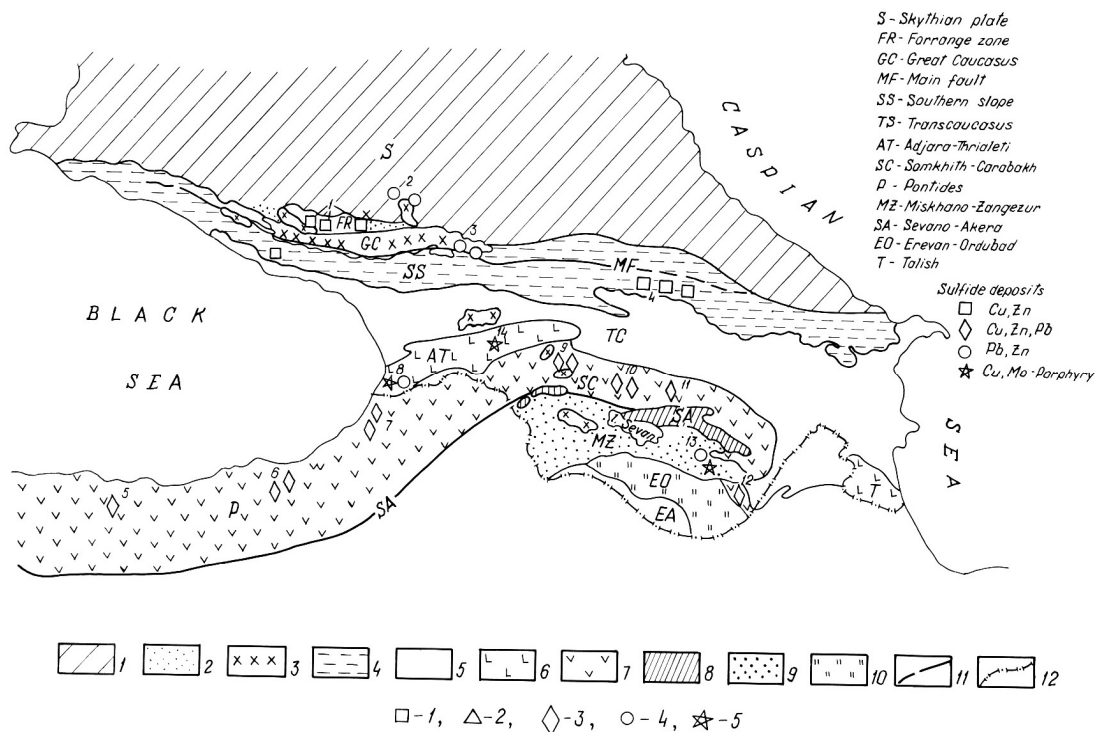 S - Skythian plate
FR - Forrange zone
GC - Great Caucasus
MF - Main fault
SS - Southern slope
TS - Transcaucasus
AT - Adjara-Thrialeti
SC - Somkhith-Carabakh
P - Pontides
MZ - Miskhano-Zangezur
SA - Sevano-Akera
EO - Erevan-Ordubad
T - Talish
Sulfide deposits
Cu, Zn
Cu, Zn, Pb
Pb, Zn
Cu, Mo - Porphyry
CASPIAN
SEA
BLACK
SEA
S
2
1
FR
3
GC
SS
MF
4
TC
14
AT
8
9
SC
10
11
7
SA
Sevan
MZ
13
6
5
P
SA
EO
12
EA
T
1 2 3 4 5 6 7 8 9 10 11 12
-1, -2, -3, -4, -5